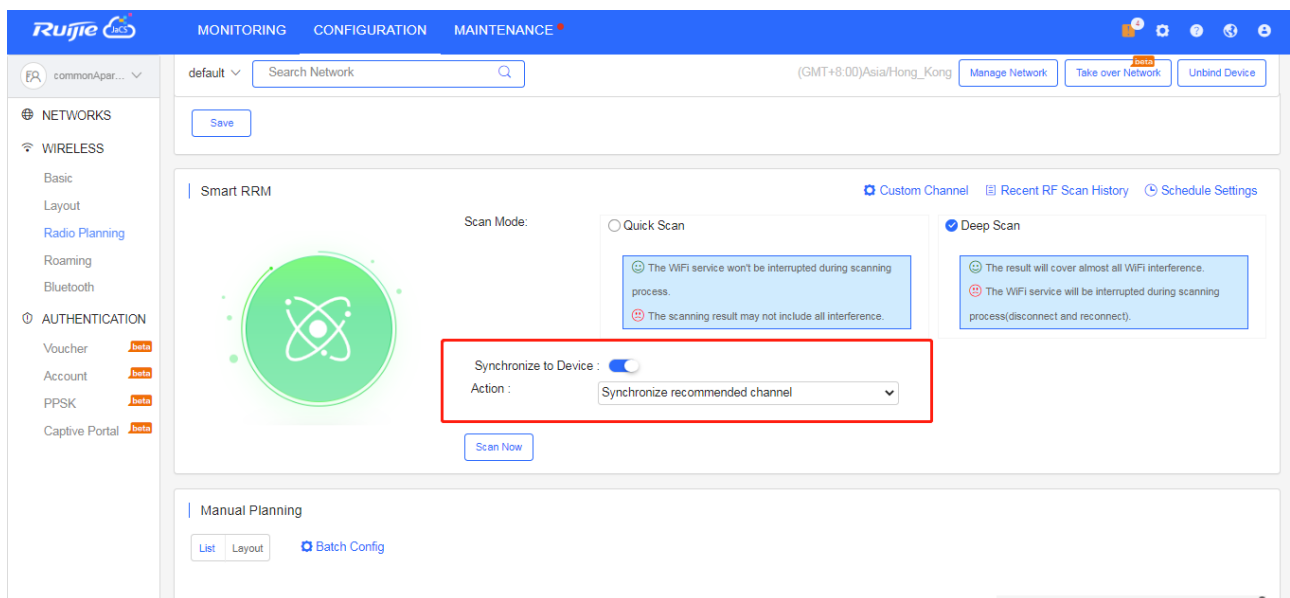 Ruijie JaCS MONITORING CONFIGURATION MAINTENANCE 4
commonApar... default Search Network (GMT+8:00)Asia/Hong_Kong Manage Network Take over Network beta Unbind Device
NETWORKS
Save
WIRELESS
Basic
Layout
Radio Planning
Roaming
Bluetooth
AUTHENTICATION
Voucher beta
Account beta
PPSK beta
Captive Portal beta
Smart RRM Custom Channel Recent RF Scan History Schedule Settings
Scan Mode: Quick Scan Deep Scan
The WiFi service won't be interrupted during scanning
process.
The scanning result may not include all interference.
The result will cover almost all WiFi interference.
The WiFi service will be interrupted during scanning
process(disconnect and reconnect).
Synchronize to Device :
Action : Synchronize recommended channel
Scan Now
Manual Planning
List Layout Batch Config